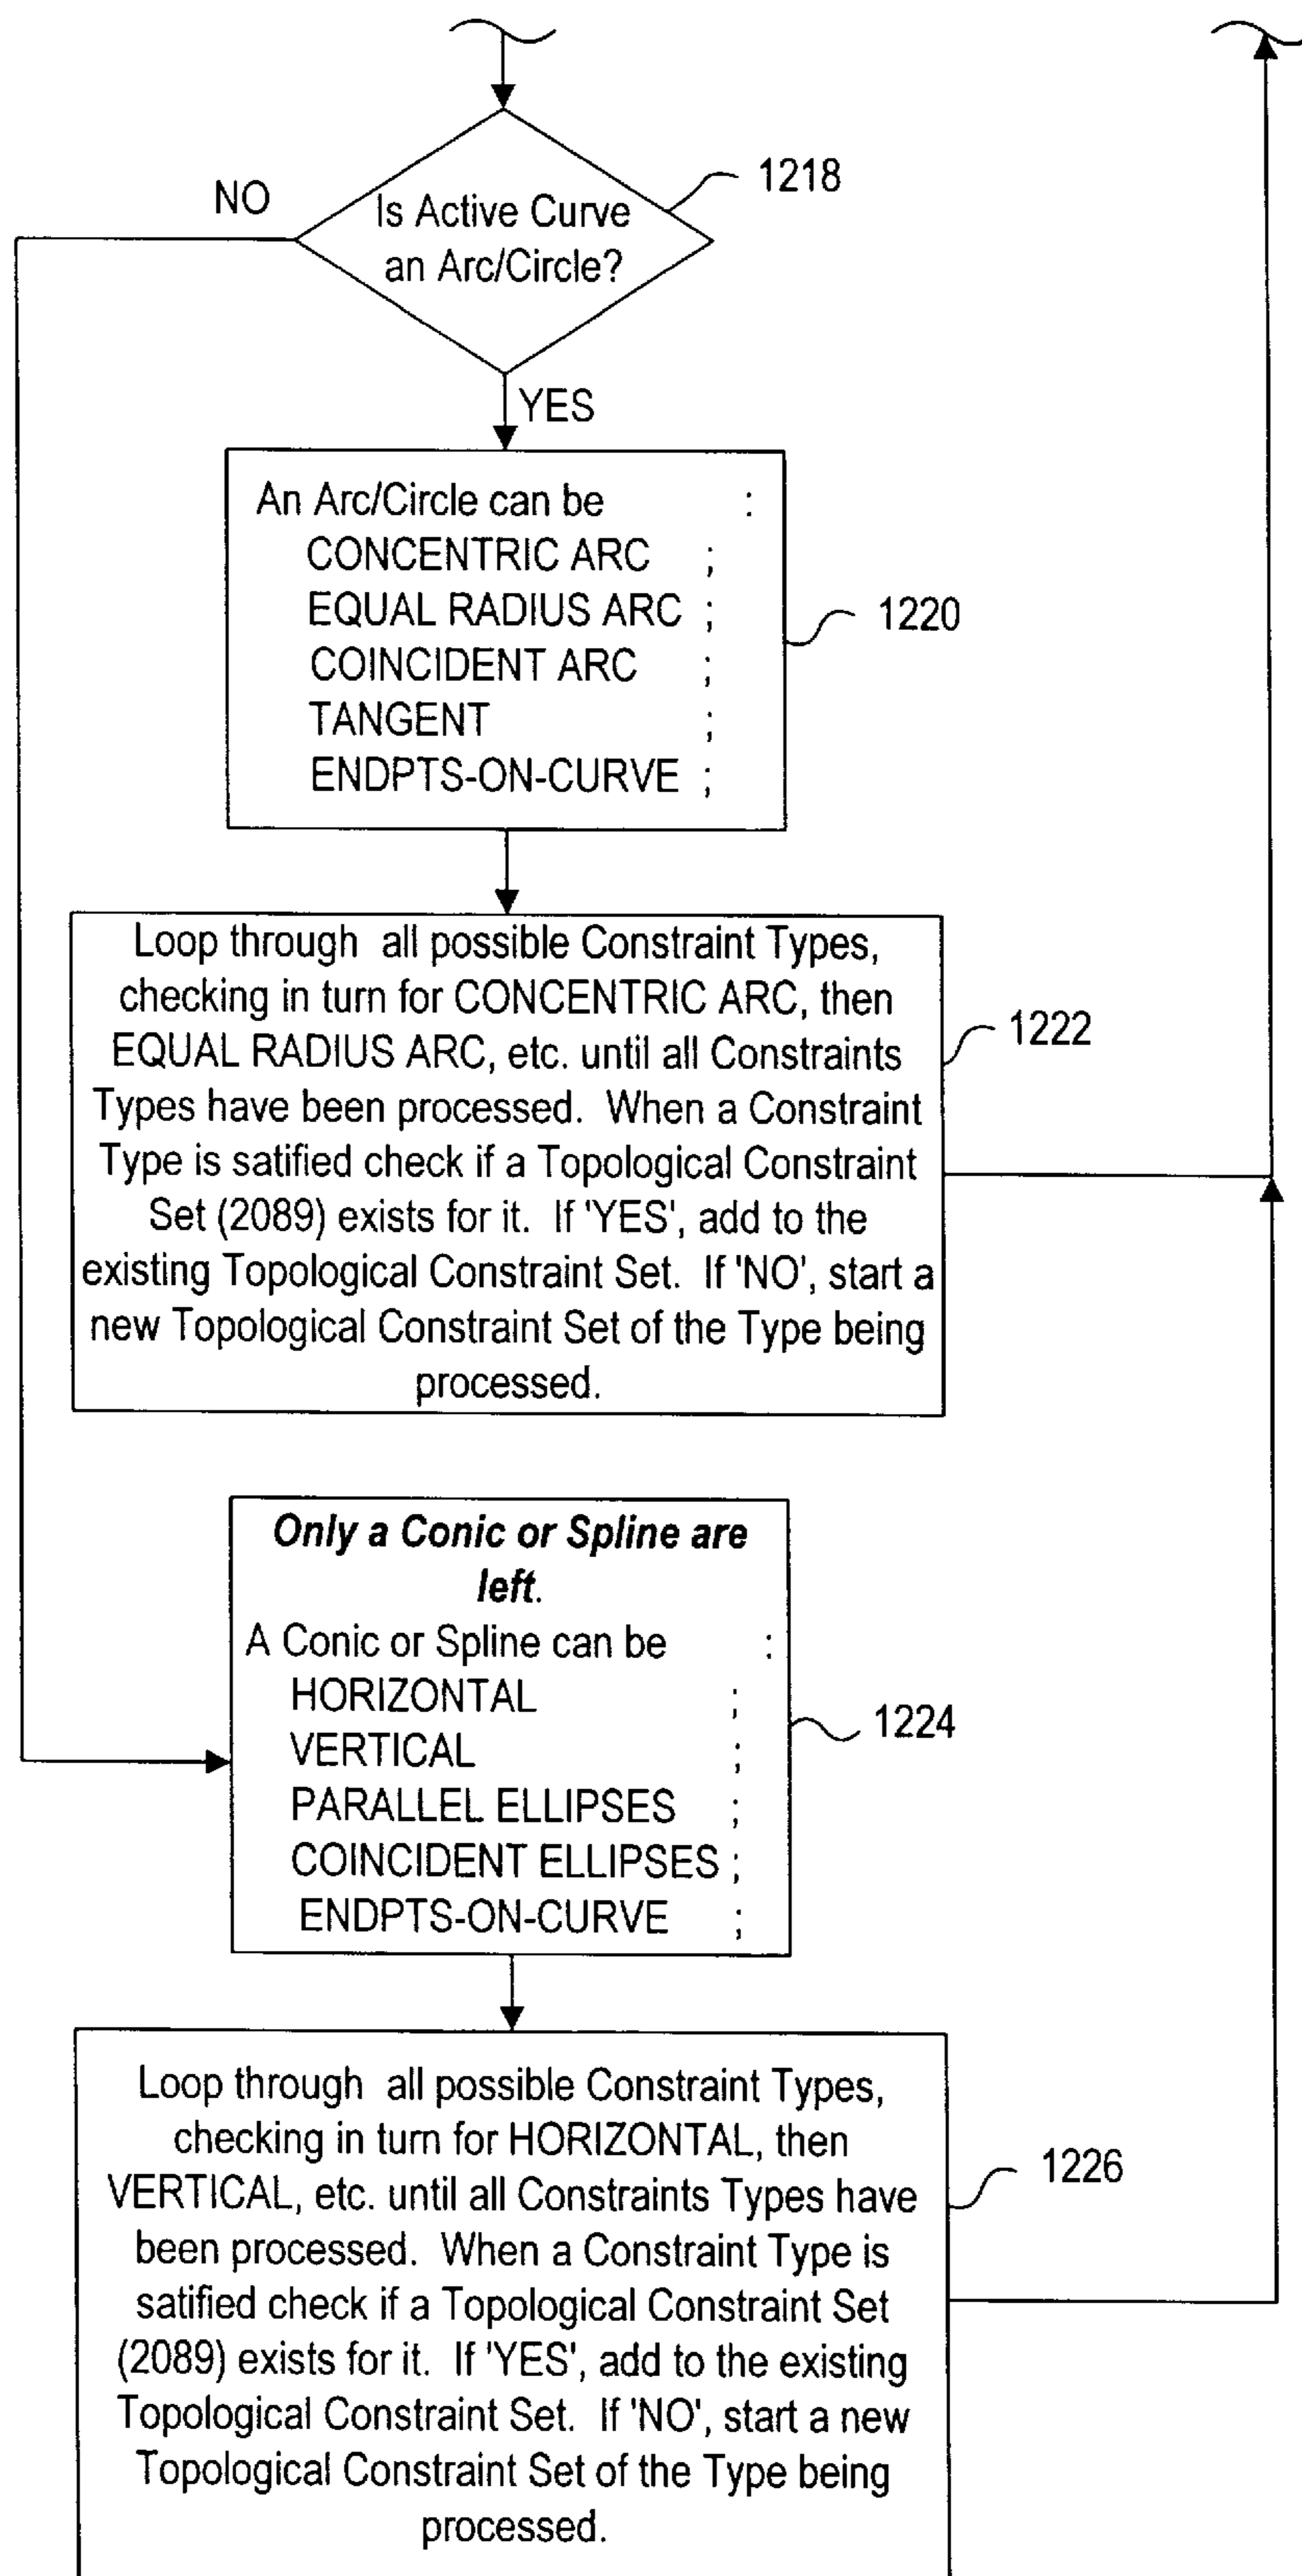 NO
Is Active Curve
an Arc/Circle?
1218
YES
An Arc/Circle can be :
CONCENTRIC ARC ;
EQUAL RADIUS ARC ;
COINCIDENT ARC ;
TANGENT ;
ENDPTS-ON-CURVE ;
1220
Loop through all possible Constraint Types,
checking in turn for CONCENTRIC ARC, then
EQUAL RADIUS ARC, etc. until all Constraints
Types have been processed. When a Constraint
Type is satified check if a Topological Constraint
Set (2089) exists for it. If 'YES', add to the
existing Topological Constraint Set. If 'NO', start a
new Topological Constraint Set of the Type being
processed.
1222
Only a Conic or Spline are
left.
A Conic or Spline can be :
HORIZONTAL ;
VERTICAL ;
PARALLEL ELLIPSES ;
COINCIDENT ELLIPSES ;
ENDPTS-ON-CURVE ;
1224
Loop through all possible Constraint Types,
checking in turn for HORIZONTAL, then
VERTICAL, etc. until all Constraints Types have
been processed. When a Constraint Type is
satified check if a Topological Constraint Set
(2089) exists for it. If 'YES', add to the existing
Topological Constraint Set. If 'NO', start a new
Topological Constraint Set of the Type being
processed.
1226